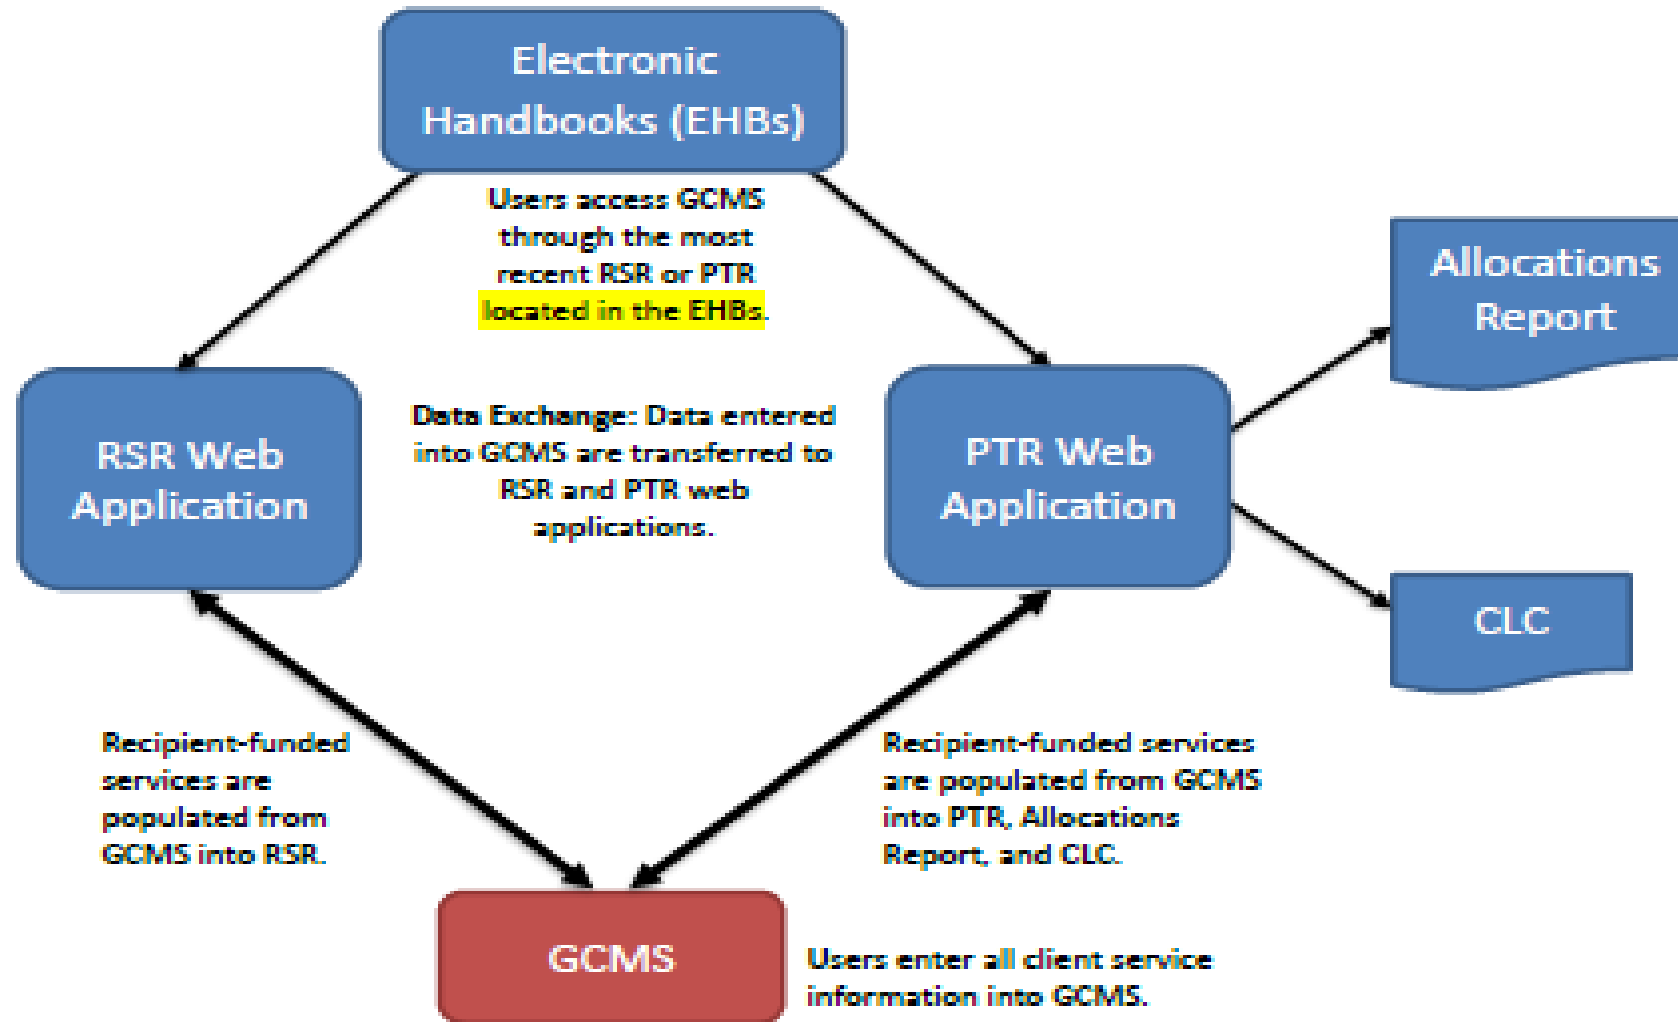 Electronic
Handbooks (EHBs)
Users access GCMS
through the most
recent RSR or PTR
located in the EHBs.
Allocations
Report
RSR Web
Application
Data Exchange: Data entered
into GCMS are transferred to
RSR and PTR web
applications.
PTR Web
Application
CLC
Recipient-funded
services are
populated from
GCMS into RSR.
Recipient-funded services
are populated from GCMS
into PTR, Allocations
Report, and CLC.
GCMS
Users enter all client service
information into GCMS.